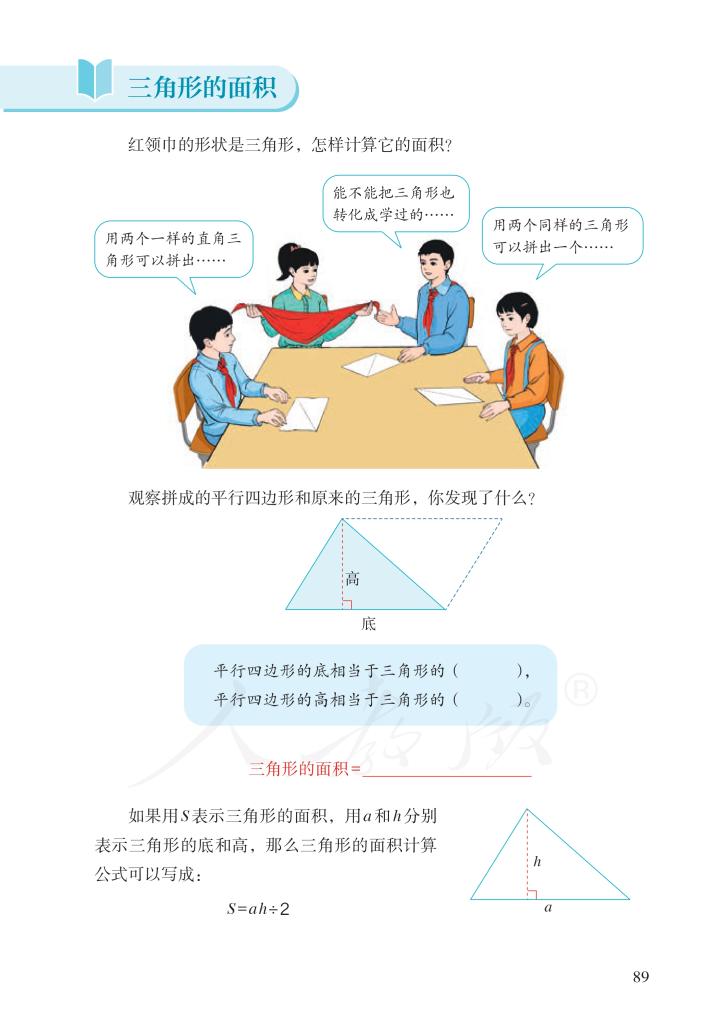 三角形的面积
红领巾的形状是三角形，怎样计算它的面积？
能不能把三角形也
转化成学过的……
用两个同样的三角形
可以拼出一个……
用两个一样的直角三
角形可以拼出……
观察拼成的平行四边形和原来的三角形，你发现了什么？
高
底
平行四边形的底相当于三角形的（　　　），
平行四边形的高相当于三角形的（　　　）。
人教版®
三角形的面积=____________________
如果用S表示三角形的面积，用a和h分别
表示三角形的底和高，那么三角形的面积计算
公式可以写成：
S=ah÷2
h
a
89